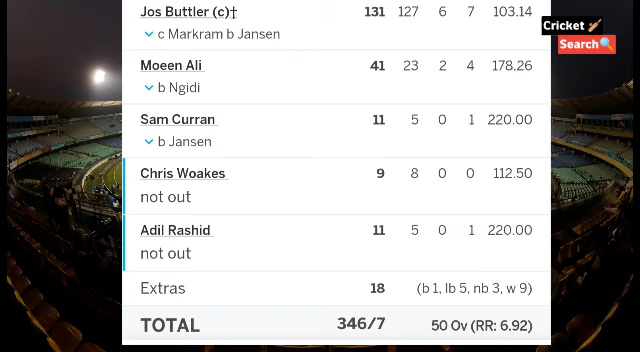 Jos Buttler (c)† 131 127 6 7 103.14
c Markram b Jansen
Moeen Ali 41 23 2 4 178.26
b Ngidi
Sam Curran 11 5 0 1 220.00
b Jansen
Chris Woakes 9 8 0 0 112.50
not out
Adil Rashid 11 5 0 1 220.00
not out
Extras 18 (b 1, lb 5, nb 3, w 9)
TOTAL 346/7 50 Ov (RR: 6.92)
Cricket
Search